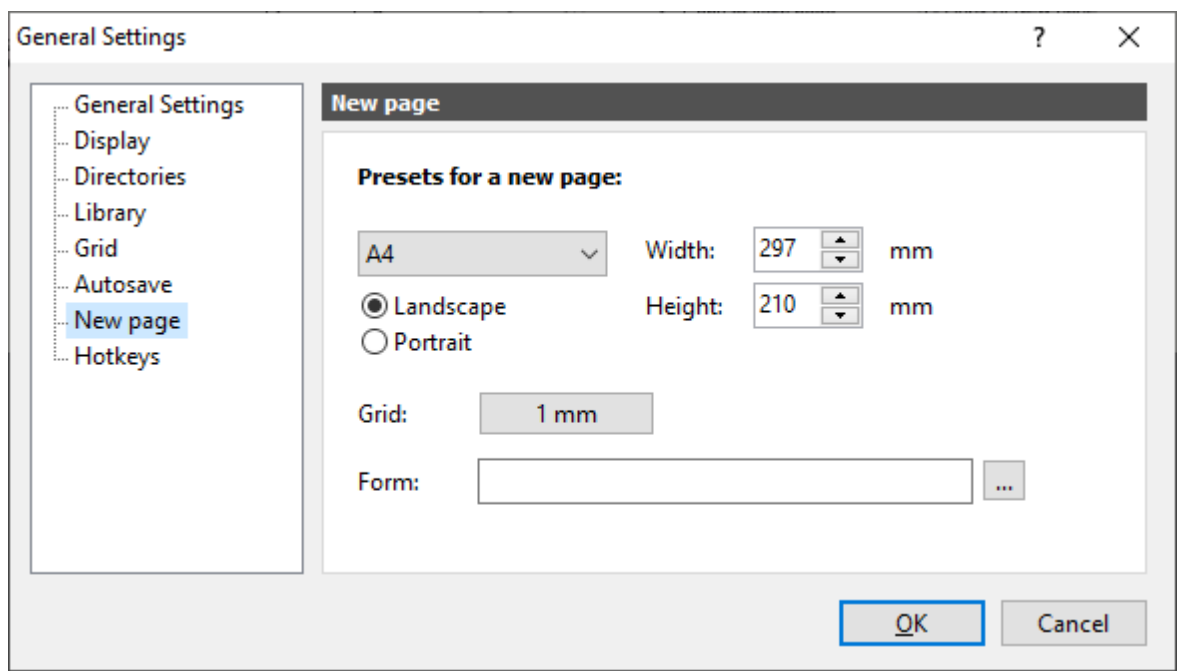 General Settings ?
General Settings
Display
Directories
Library
Grid
Autosave
New page
Hotkeys
New page
Presets for a new page:
A4 Width: 297 mm
Landscape Height: 210 mm
Portrait
Grid: 1 mm
Form: ...
OK Cancel